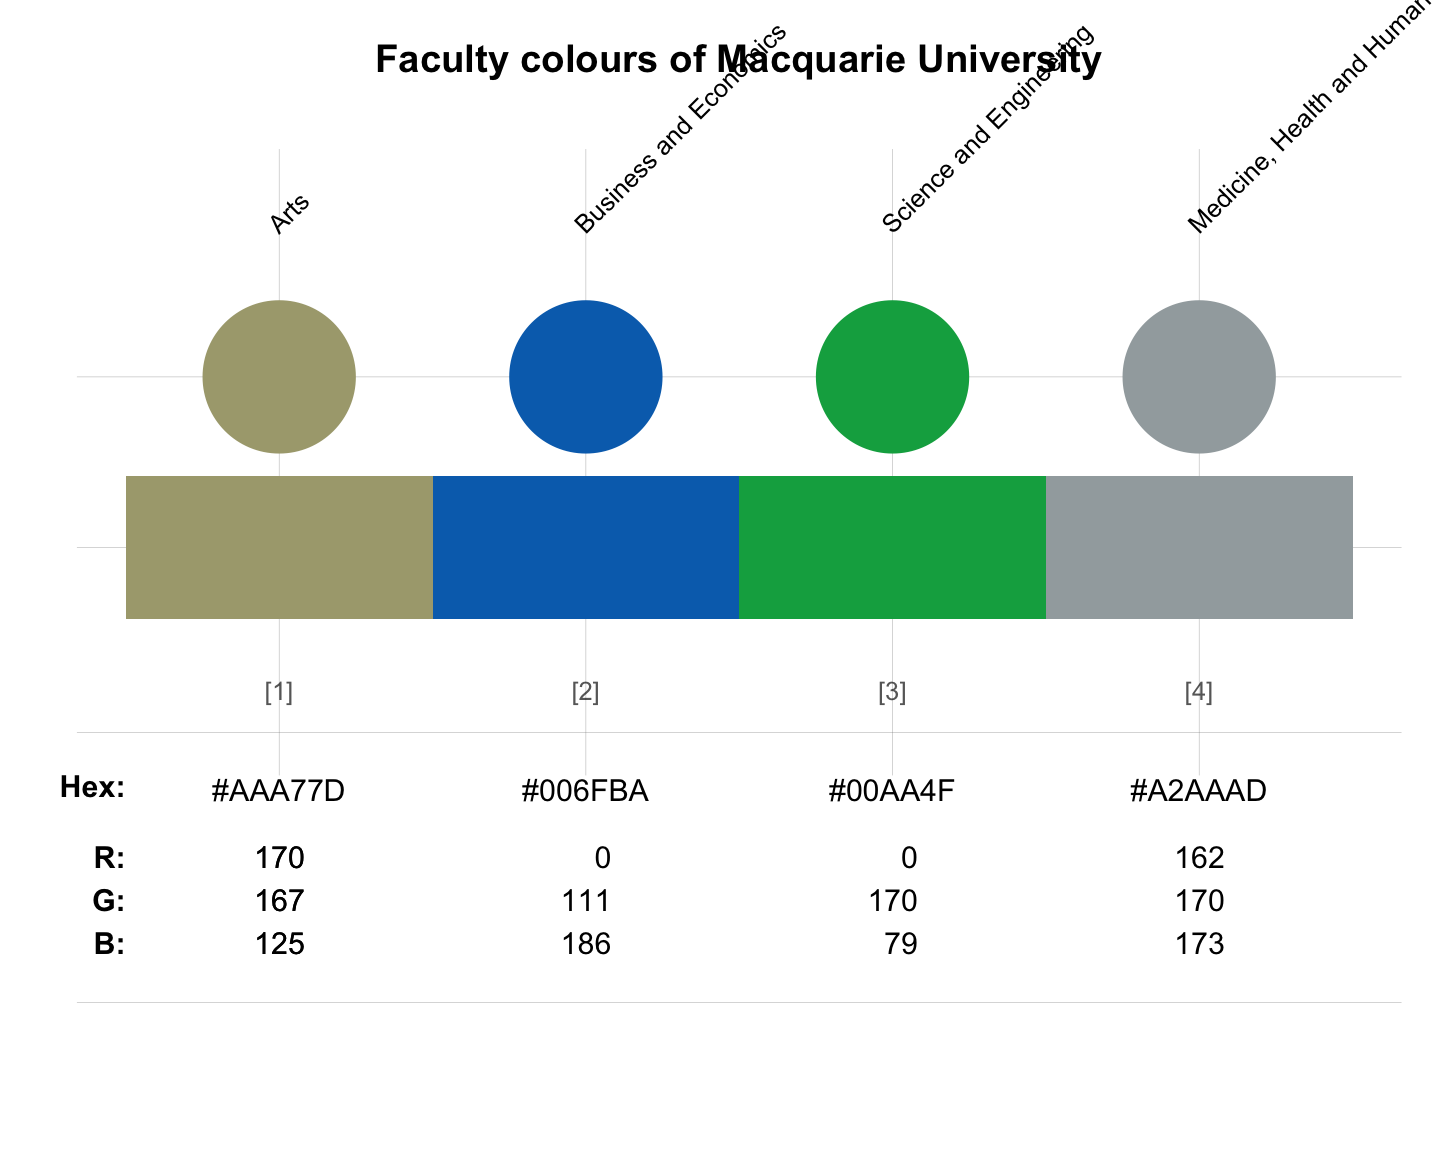 Faculty colours of Macquarie University
Arts
Business and Economics
Science and Engineering
Medicine, Health and Human
[1] [2] [3] [4]
Hex: #AAA77D #006FBA #00AA4F #A2AAAD
R: 170 0 0 162
G: 167 111 170 170
B: 125 186 79 173